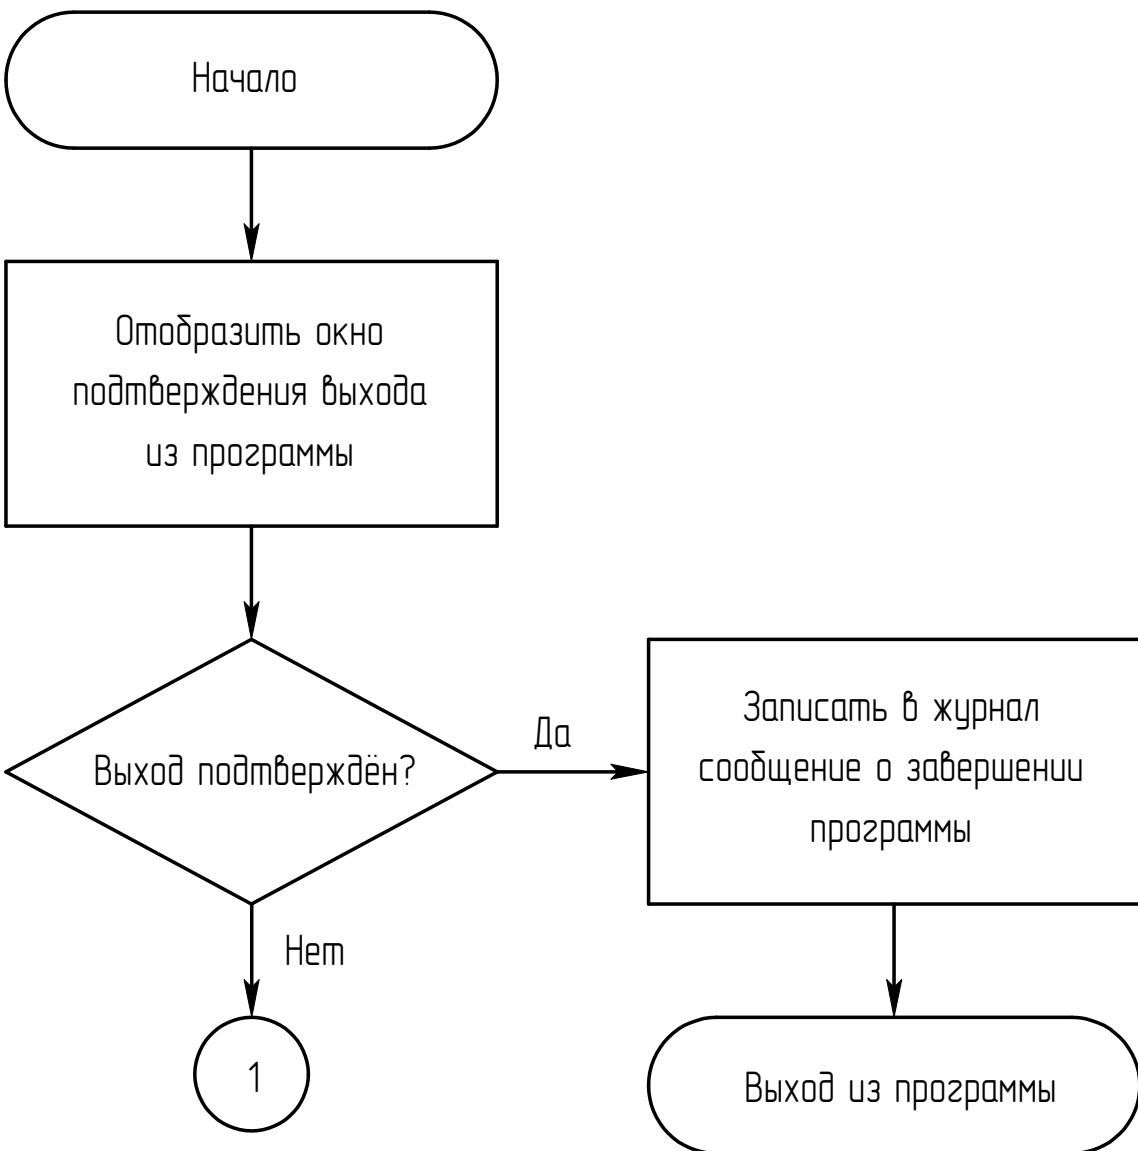 Начало
Отобразить окно
подтверждения выхода
из программы
Выход подтверждён?
Да
Записать в журнал
сообщение о завершении
программы
Нет
1
Выход из программы